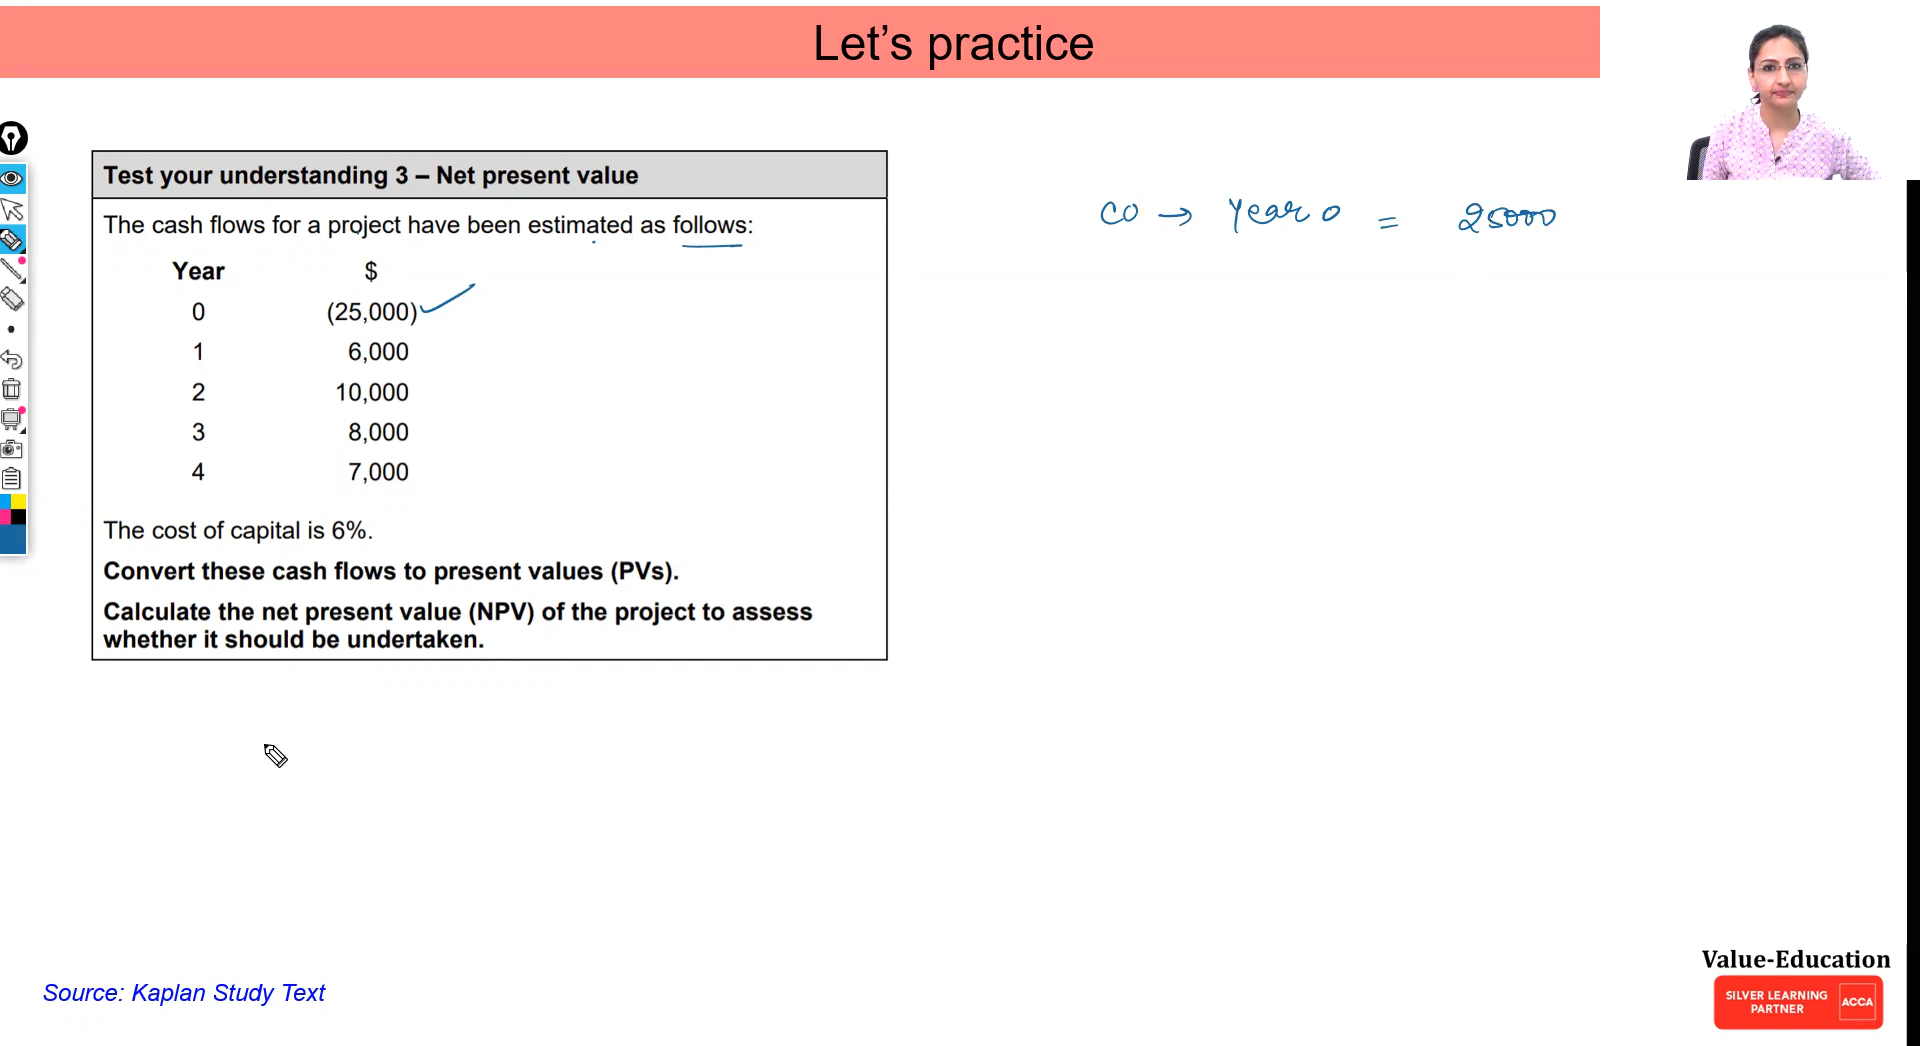 Let's practice
Test your understanding 3 – Net present value
The cash flows for a project have been estimated as follows:
Year $
0 (25,000)
1 6,000
2 10,000
3 8,000
4 7,000
The cost of capital is 6%.
Convert these cash flows to present values (PVs).
Calculate the net present value (NPV) of the project to assess
whether it should be undertaken.
CO → Year 0 = 25000
Source: Kaplan Study Text
Value-Education
SILVER LEARNING
PARTNER
ACCA